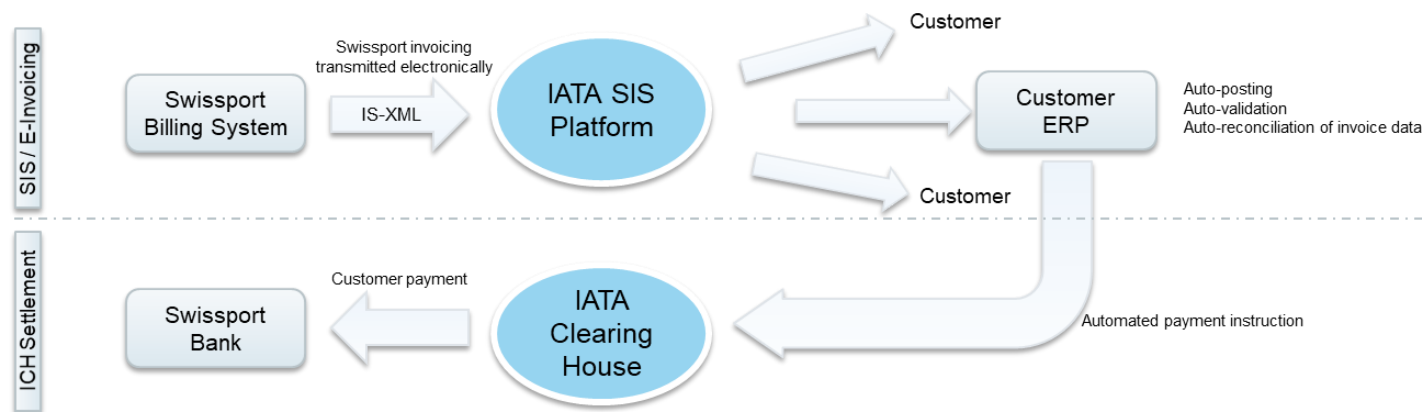 SIS / E-Invoicing
Swissport
Billing System
Swissport invoicing
transmitted electronically
IS-XML
IATA SIS
Platform
Customer
Customer
ERP
Auto-posting
Auto-validation
Auto-reconciliation of invoice data
Customer
ICH Settlement
Swissport
Bank
Customer payment
IATA
Clearing
House
Automated payment instruction